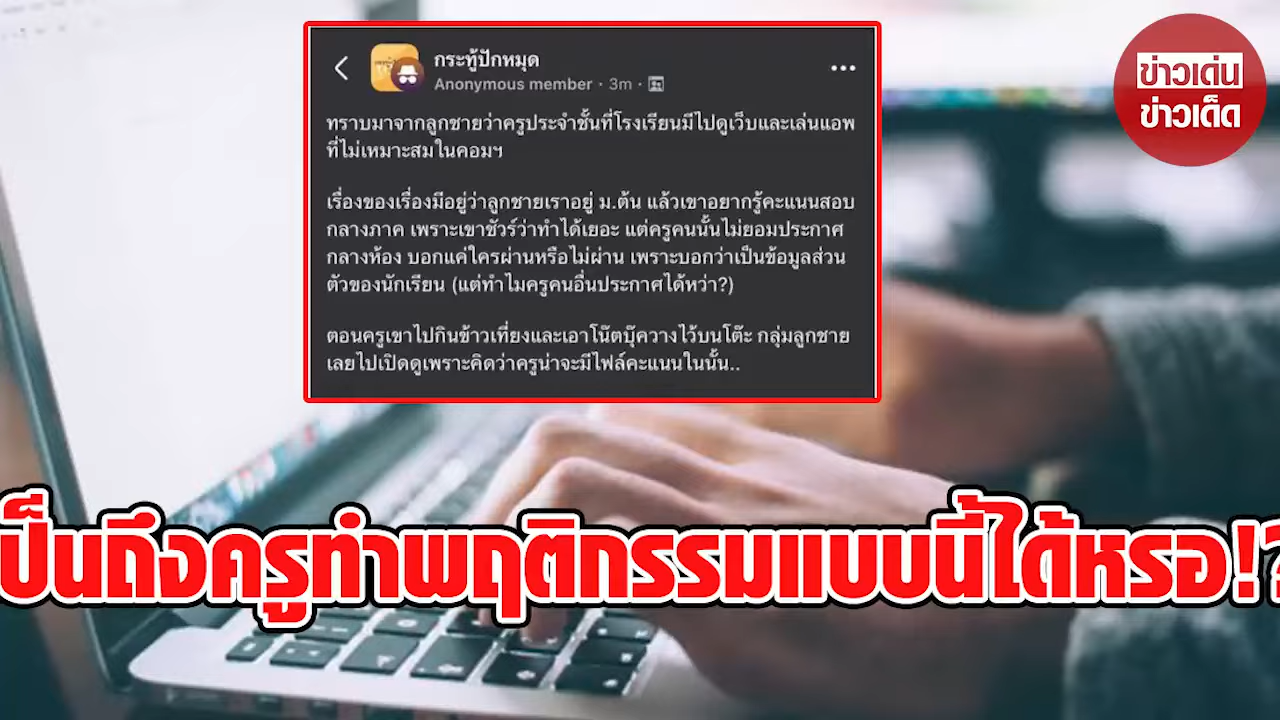 ข่าวเด่น
ข่าวเด็ด
กระทู้ปักหมุด
Anonymous member · 3m ·
ทราบมาจากลูกชายว่าครูประจำชั้นที่โรงเรียนมีไปดูเว็บและเล่นแอพ
ที่ไม่เหมาะสมในคอมฯ
เรื่องของเรื่องมีอยู่ว่าลูกชายเราอยู่ ม.ต้น แล้วเขาอยากรู้คะแนนสอบ
กลางภาค เพราะเขาชัวร์ว่าทำได้เยอะ แต่ครูคนนั้นไม่ยอมประกาศ
กลางห้อง บอกแค่ใครผ่านหรือไม่ผ่าน เพราะบอกว่าเป็นข้อมูลส่วน
ตัวของนักเรียน (แต่ทำไมครูคนอื่นประกาศได้หว่า?)
ตอนครูเขาไปกินข้าวเที่ยงและเอาโน๊ตบุ๊ควางไว้บนโต๊ะ กลุ่มลูกชาย
เลยไปเปิดดูเพราะคิดว่าครูน่าจะมีไฟล์คะแนนในนั้น..
ป็นถึงครูทำพฤติกรรมแบบนี้ได้หรอ!?